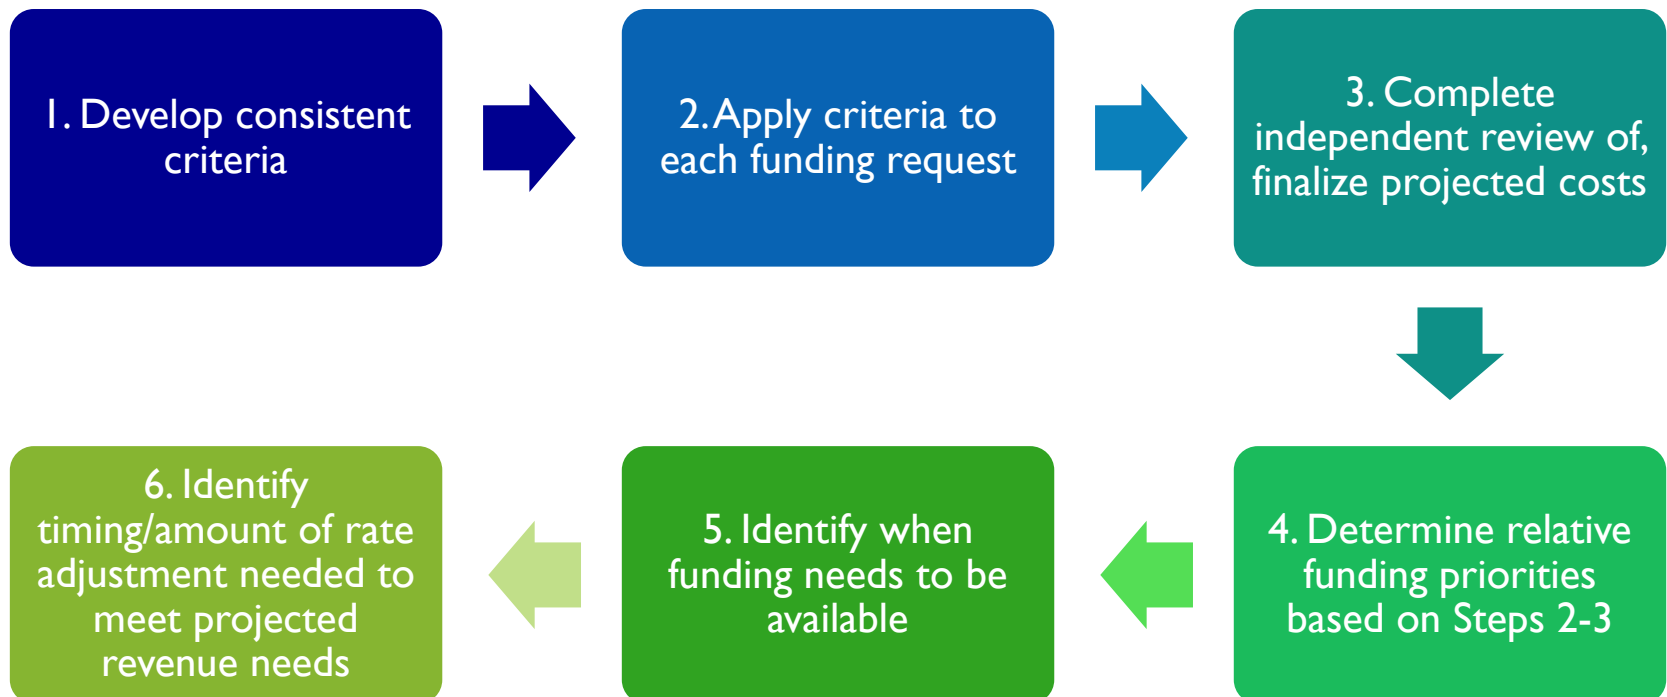 1. Develop consistent
criteria
2. Apply criteria to
each funding request
3. Complete
independent review of,
finalize projected costs
4. Determine relative
funding priorities
based on Steps 2-3
5. Identify when
funding needs to be
available
6. Identify
timing/amount of rate
adjustment needed to
meet projected
revenue needs